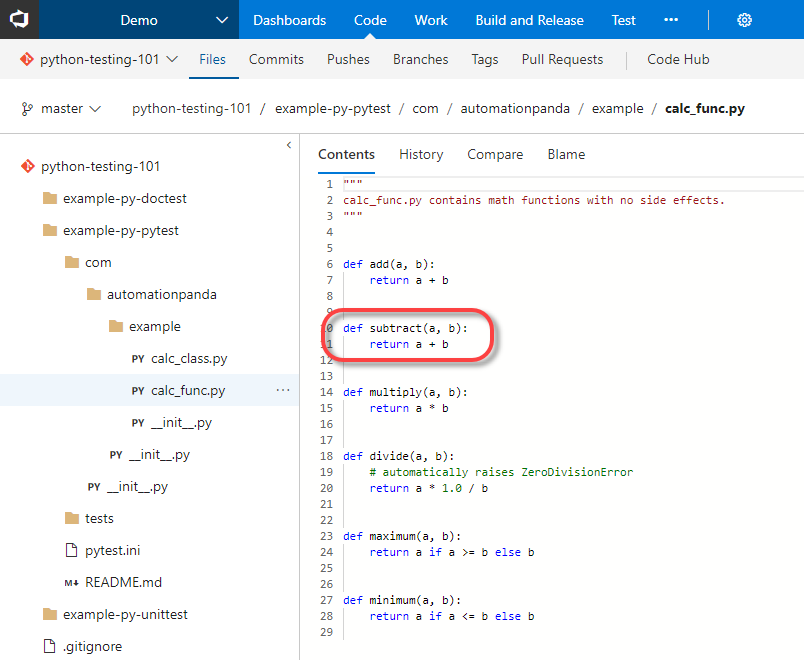 Demo Dashboards Code Work Build and Release Test ...
python-testing-101 Files Commits Pushes Branches Tags Pull Requests Code Hub
master python-testing-101 / example-py-pytest / com / automationpanda / example / calc_func.py
python-testing-101
example-py-doctest
example-py-pytest
com
automationpanda
example
PY calc_class.py
PY calc_func.py ...
PY __init__.py
PY __init__.py
PY __init__.py
tests
pytest.ini
M↓ README.md
example-py-unittest
.gitignore
Contents History Compare Blame
1 """
2 calc_func.py contains math functions with no side effects.
3 """
4
5
6 def add(a, b):
7     return a + b
8
9
10 def subtract(a, b):
11     return a + b
12
13
14 def multiply(a, b):
15     return a * b
16
17
18 def divide(a, b):
19     # automatically raises ZeroDivisionError
20     return a * 1.0 / b
21
22
23 def maximum(a, b):
24     return a if a >= b else b
25
26
27 def minimum(a, b):
28     return a if a <= b else b
29